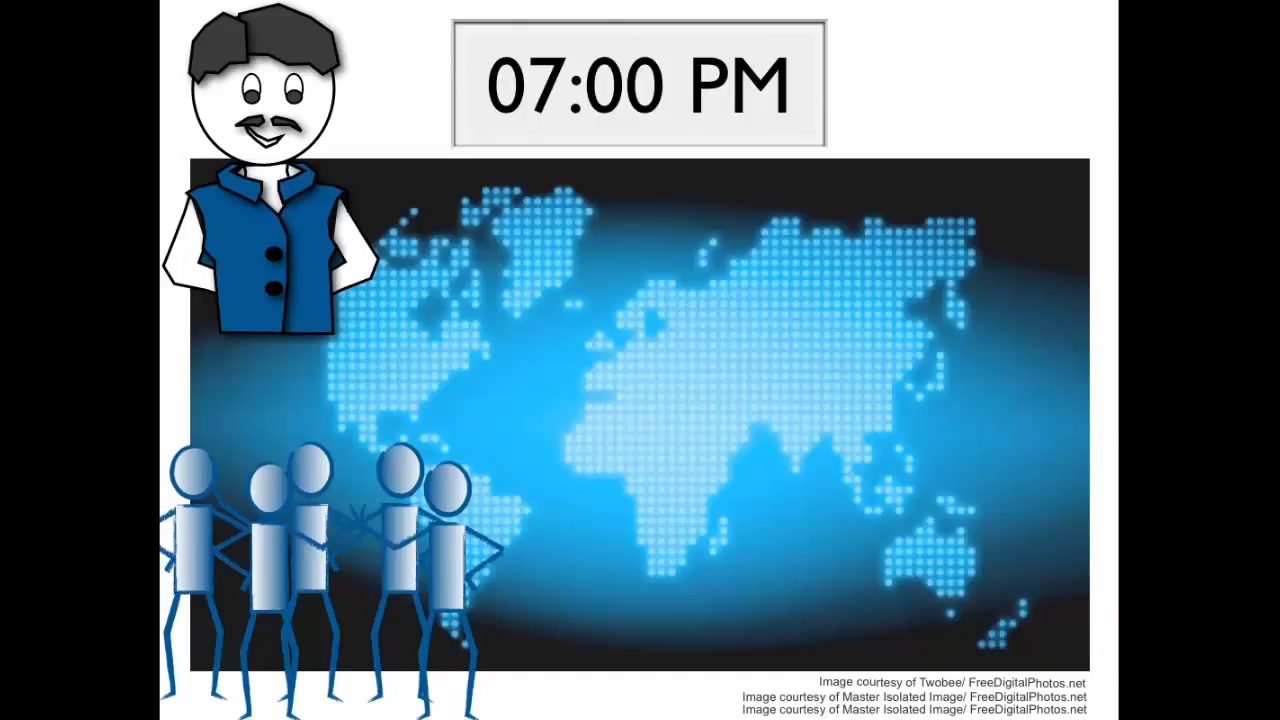 07:00 PM
Image courtesy of Twobee/ FreeDigitalPhotos.net
Image courtesy of Master Isolated Image/ FreeDigitalPhotos.net
Image courtesy of Master Isolated Image/ FreeDigitalPhotos.net